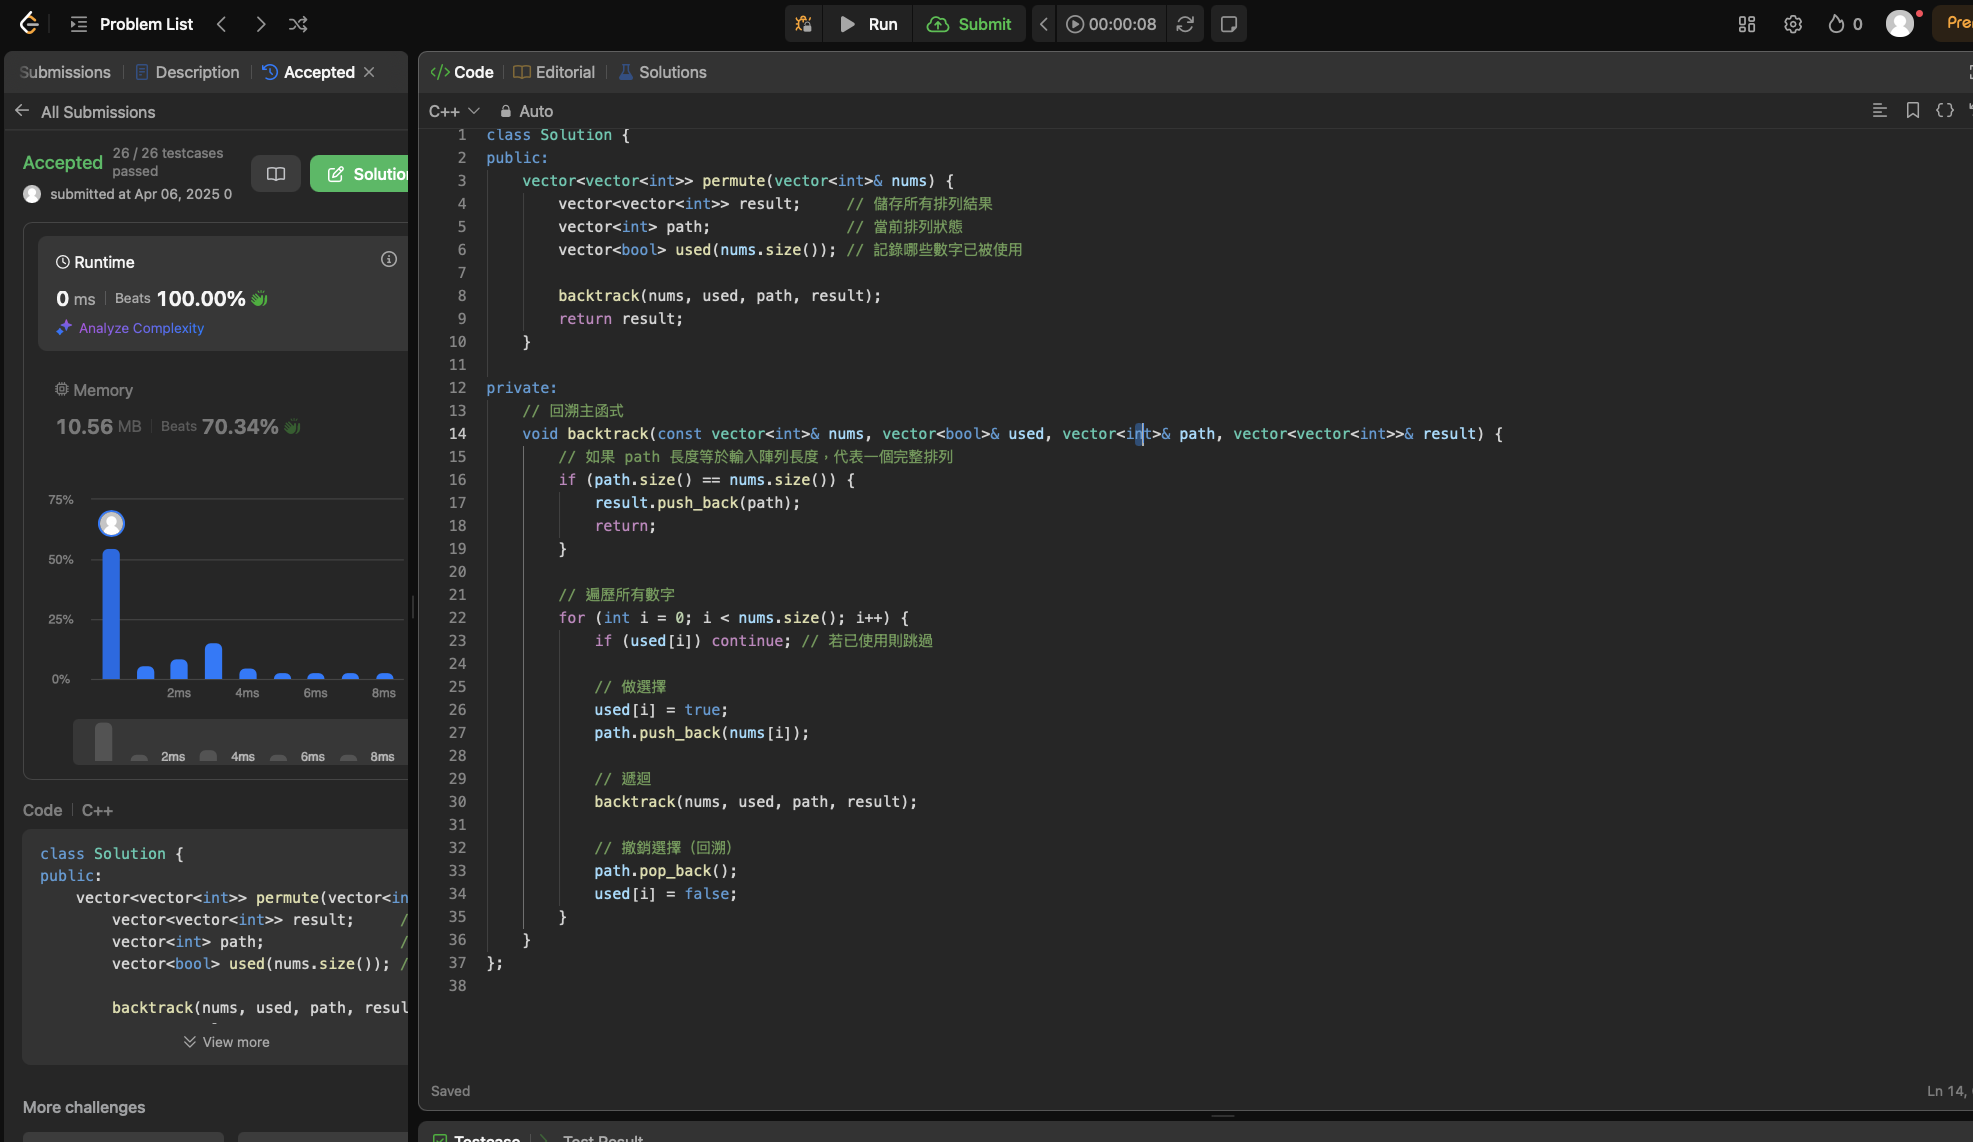 Problem List
Run
Submit
00:00:08
0
Pre
Submissions
Description
Accepted
All Submissions
Accepted
26 / 26 testcases passed
submitted at Apr 06, 2025 0
Solution
Runtime
0 ms
Beats 100.00%
Analyze Complexity
Memory
10.56 MB
Beats 70.34%
75%
50%
25%
0%
2ms 4ms 6ms 8ms
2ms 4ms 6ms 8ms
Code
C++
class Solution {
public:
    vector<vector<int>> permute(vector<in
        vector<vector<int>> result;     /
        vector<int> path;               /
        vector<bool> used(nums.size()); /
        backtrack(nums, used, path, resul
View more
More challenges
</> Code
Editorial
Solutions
C++
Auto
1 class Solution {
2 public:
3     vector<vector<int>> permute(vector<int>& nums) {
4         vector<vector<int>> result;     // 儲存所有排列結果
5         vector<int> path;               // 當前排列狀態
6         vector<bool> used(nums.size()); // 記錄哪些數字已被使用
7
8         backtrack(nums, used, path, result);
9         return result;
10     }
11
12 private:
13     // 回溯主函式
14     void backtrack(const vector<int>& nums, vector<bool>& used, vector<int>& path, vector<vector<int>>& result) {
15         // 如果 path 長度等於輸入陣列長度，代表一個完整排列
16         if (path.size() == nums.size()) {
17             result.push_back(path);
18             return;
19         }
20
21         // 遍歷所有數字
22         for (int i = 0; i < nums.size(); i++) {
23             if (used[i]) continue; // 若已使用則跳過
24
25             // 做選擇
26             used[i] = true;
27             path.push_back(nums[i]);
28
29             // 遞迴
30             backtrack(nums, used, path, result);
31
32             // 撤銷選擇（回溯）
33             path.pop_back();
34             used[i] = false;
35         }
36     }
37 };
38
Saved
Ln 14,
Testcase
Test Result